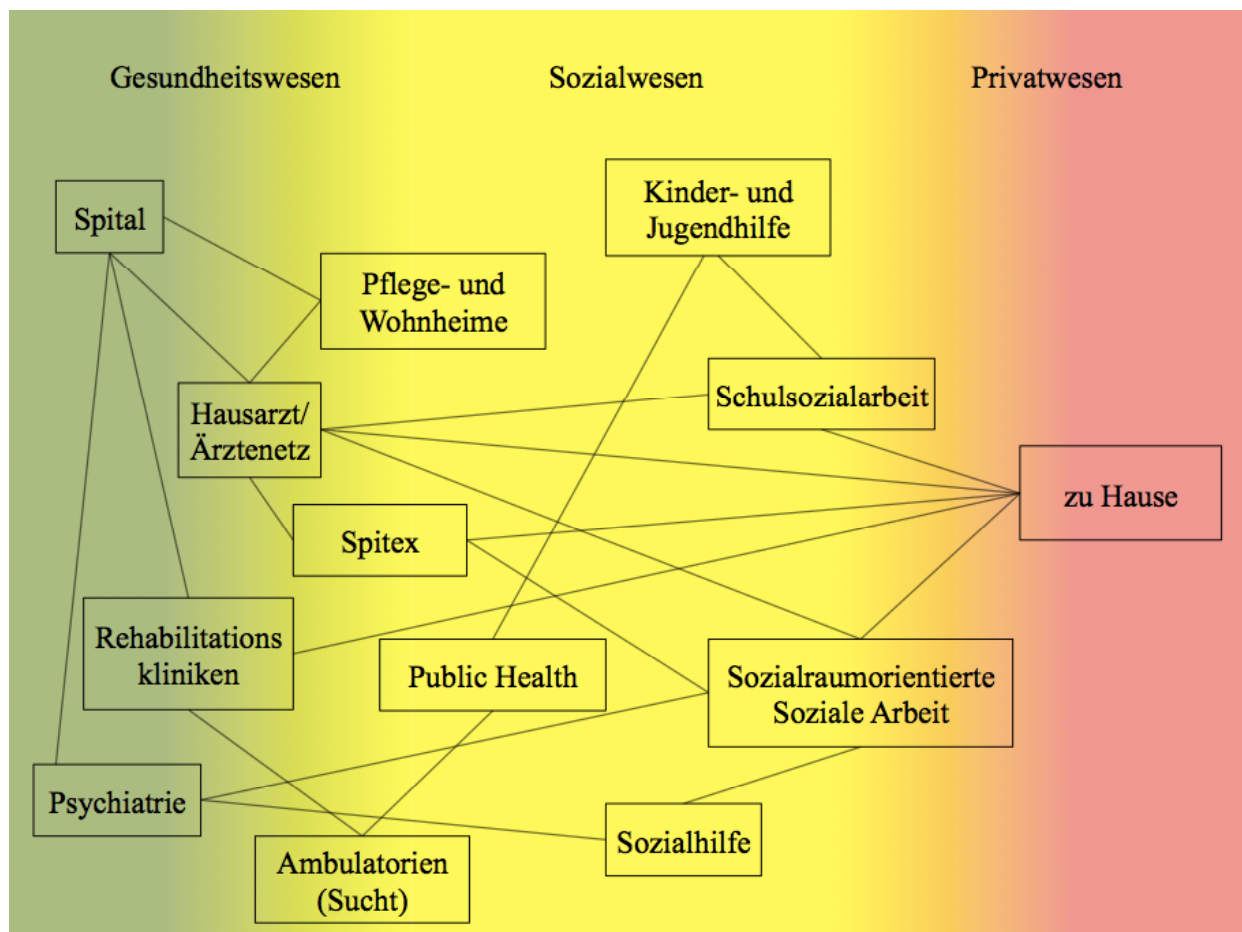 Gesundheitswesen
Sozialwesen
Privatwesen
Kinder- und
Jugendhilfe
Spital
Pflege- und
Wohnheime
Schulsozialarbeit
Hausarzt/
Ärztenetz
zu Hause
Spitex
Rehabilitations
kliniken
Public Health
Sozialraumorientierte
Soziale Arbeit
Psychiatrie
Sozialhilfe
Ambulatorien
(Sucht)